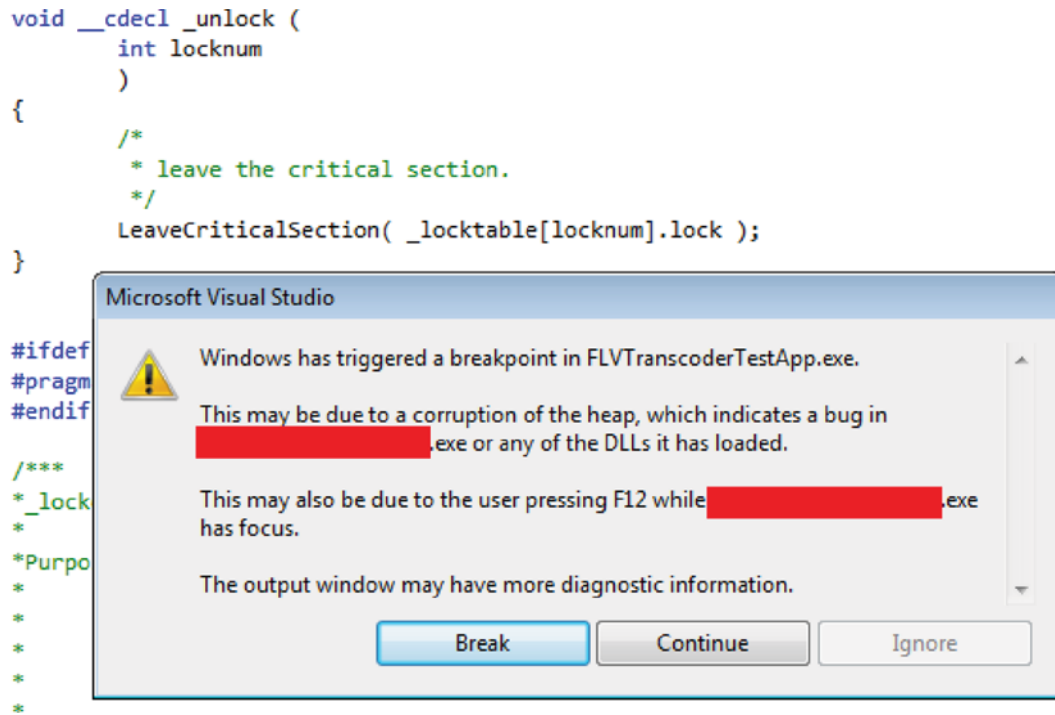 void __cdecl _unlock (
int locknum
)
{
/*
* leave the critical section.
*/
LeaveCriticalSection( _locktable[locknum].lock );
}
Microsoft Visual Studio
#ifdef
#pragm
#endif
/***
*_lock
*
*Purpo
*
*
*
*
*
Windows has triggered a breakpoint in FLVTranscoderTestApp.exe.
This may be due to a corruption of the heap, which indicates a bug in
.exe or any of the DLLs it has loaded.
This may also be due to the user pressing F12 while .exe
has focus.
The output window may have more diagnostic information.
Break Continue Ignore